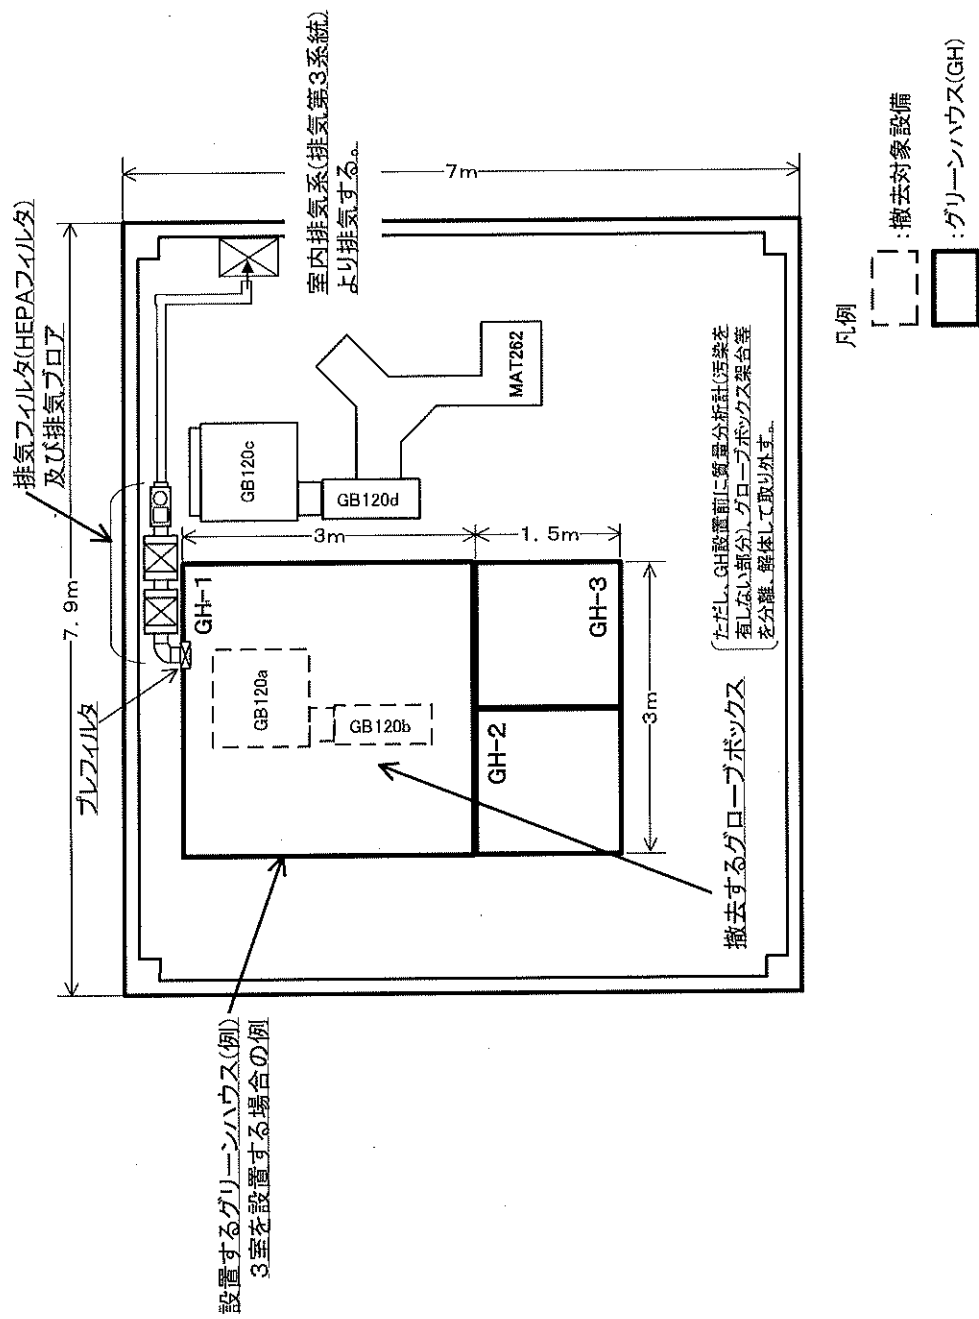 排気フィルタ(HEPAフィルタ)
及び排気ブロア
7.9m
プレフィルタ
室内排気系(排気第3系統)
より排気する。
7m
設置するグリーンハウス(例)
3室を設置する場合の例
GH-1
GB120a
GB120b
GB120c
GB120d
MAT262
3m
1.5m
GH-2
GH-3
3m
撤去するグローブボックス
(ただし、GH設置前に質量分析計(汚染を
有しない部分)、グローブボックス架台等
を分離、解体して取り外す。)
凡例
:撤去対象設備
:グリーンハウス(GH)